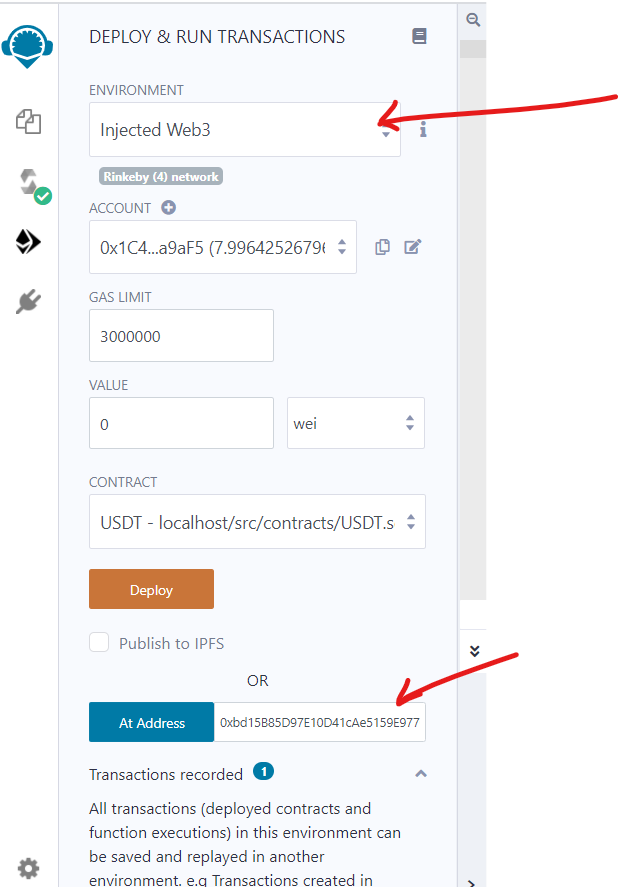 DEPLOY & RUN TRANSACTIONS
ENVIRONMENT
Injected Web3
Rinkeby (4) network
ACCOUNT
0x1C4...a9aF5 (7.99642526796
GAS LIMIT
3000000
VALUE
0
wei
CONTRACT
USDT - localhost/src/contracts/USDT.s
Deploy
Publish to IPFS
OR
At Address
0xbd15B85D97E10D41cAe5159E977
Transactions recorded 1
All transactions (deployed contracts and
function executions) in this environment can
be saved and replayed in another
environment. e.g Transactions created in